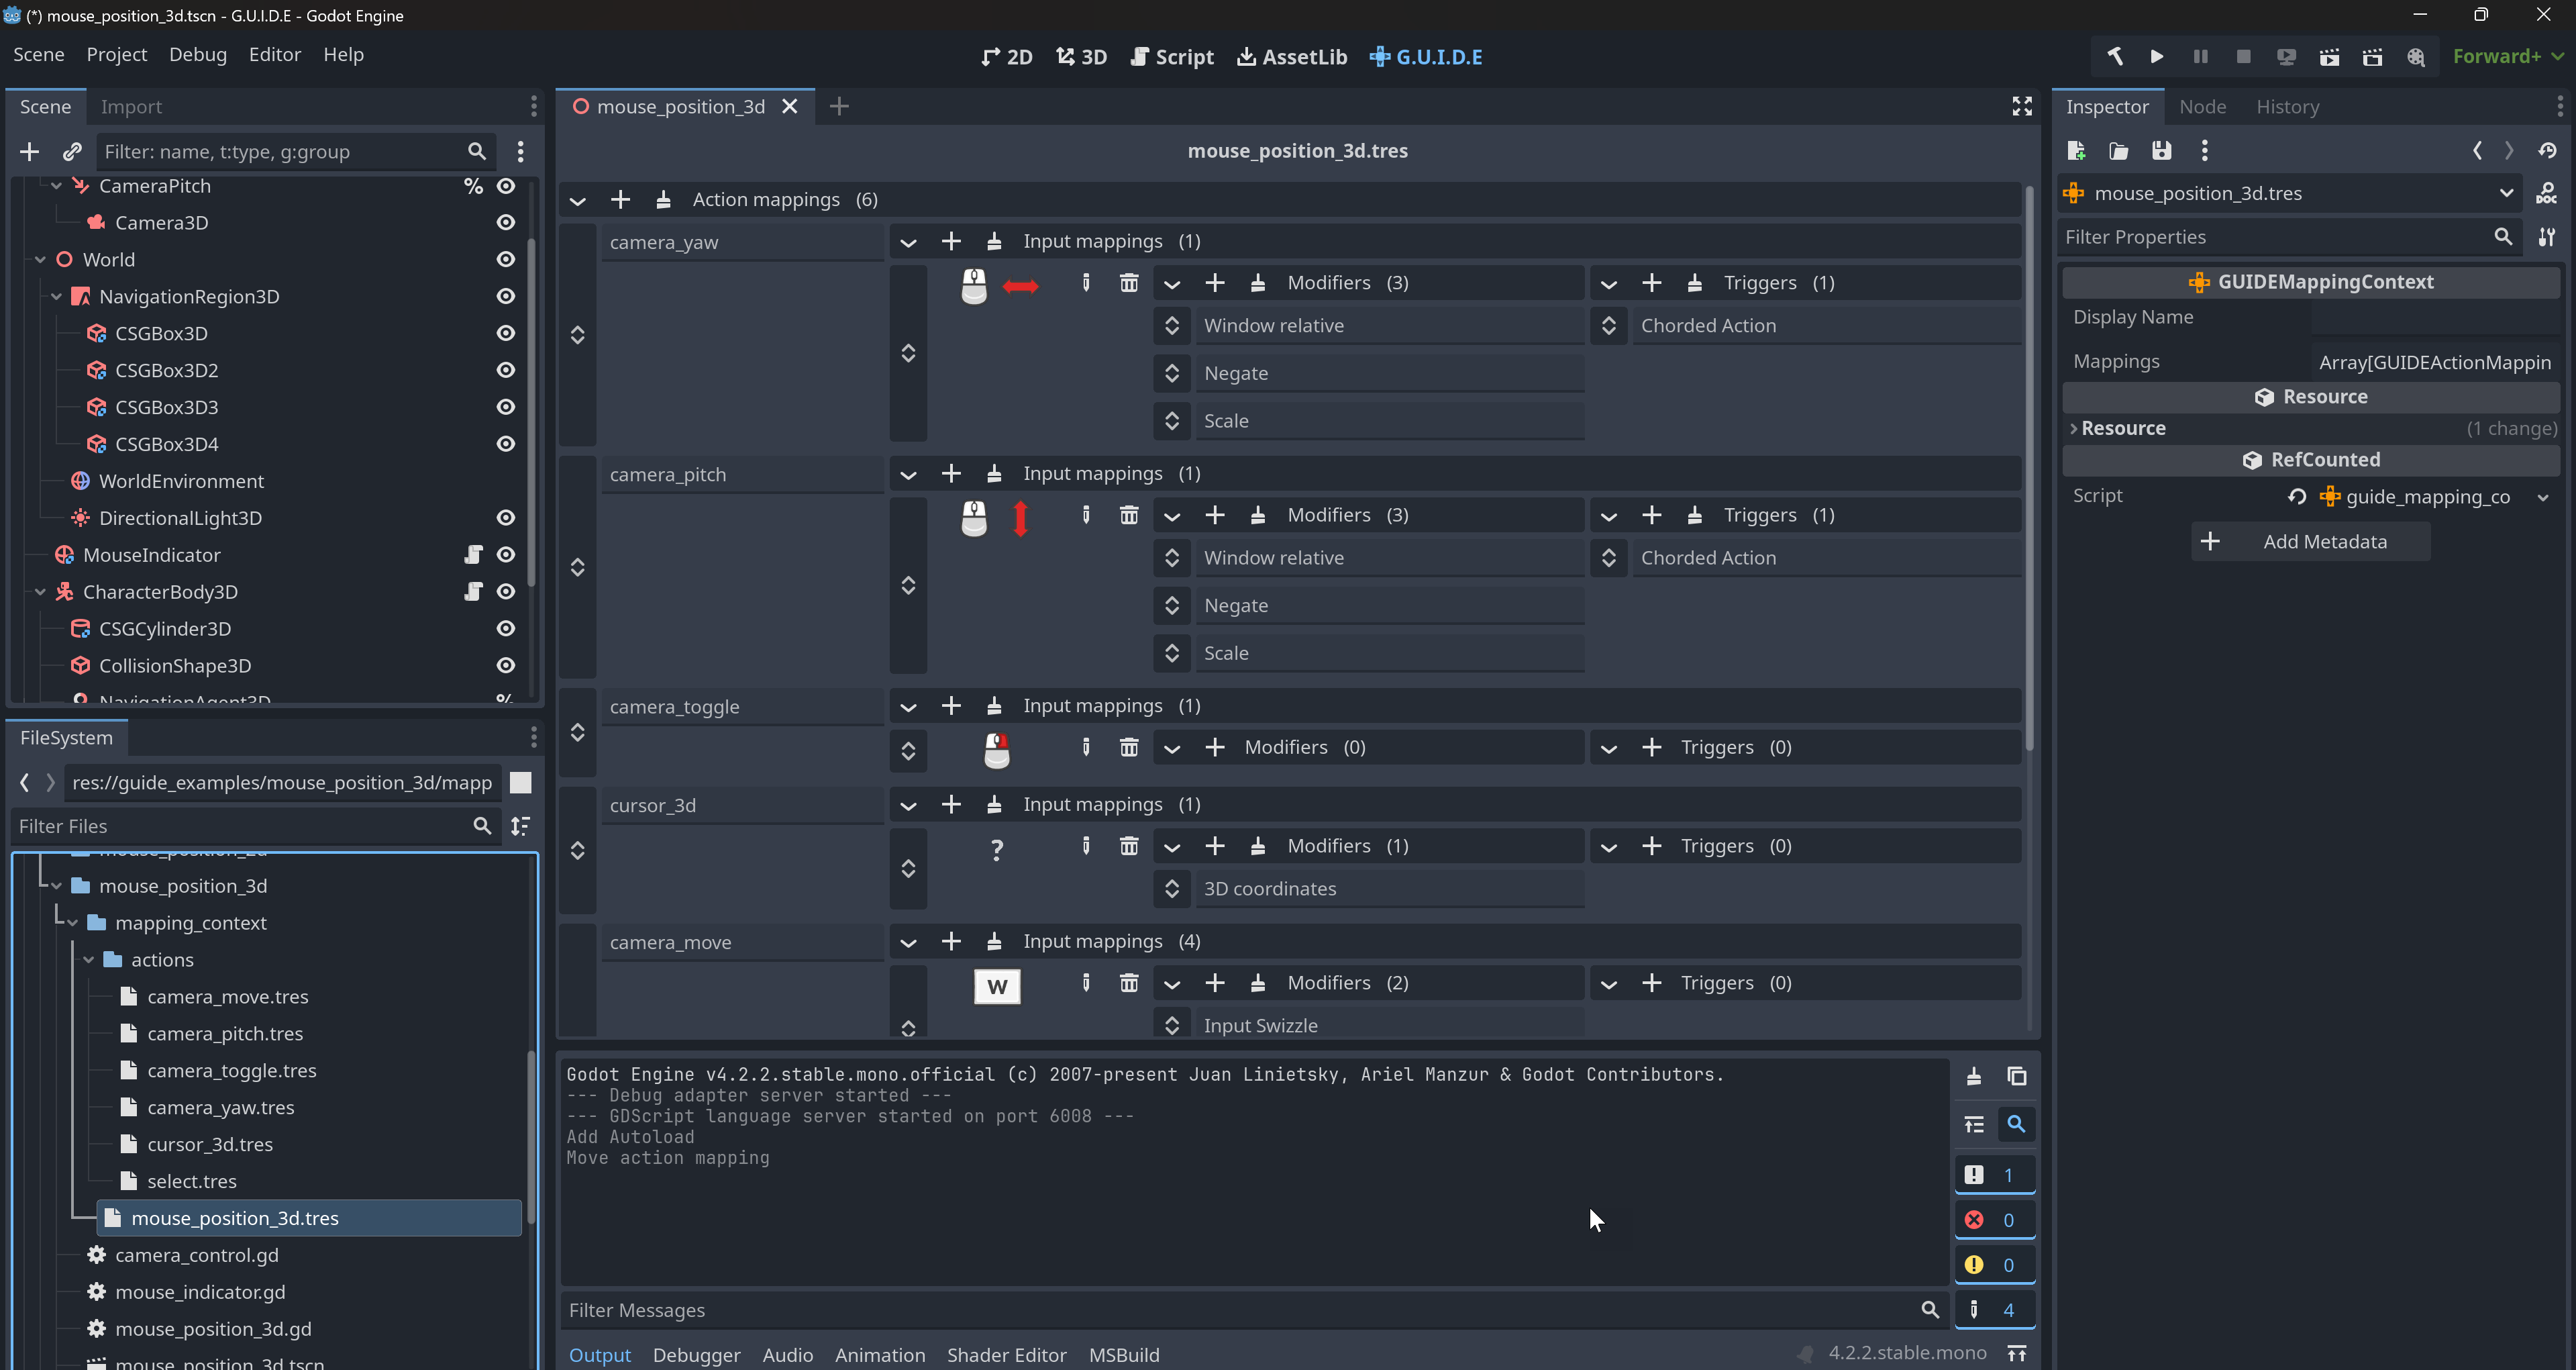 (*) mouse_position_3d.tscn - G.U.I.D.E - Godot Engine
Scene Project Debug Editor Help
2D 3D Script AssetLib G.U.I.D.E
Forward+
Scene Import
Filter: name, t:type, g:group
CameraPitch
Camera3D
World
NavigationRegion3D
CSGBox3D
CSGBox3D2
CSGBox3D3
CSGBox3D4
WorldEnvironment
DirectionalLight3D
MouseIndicator
CharacterBody3D
CSGCylinder3D
CollisionShape3D
NavigationAgent3D
FileSystem
res://guide_examples/mouse_position_3d/mapp
Filter Files
mouse_position_2d
mouse_position_3d
mapping_context
actions
camera_move.tres
camera_pitch.tres
camera_toggle.tres
camera_yaw.tres
cursor_3d.tres
select.tres
mouse_position_3d.tres
camera_control.gd
mouse_indicator.gd
mouse_position_3d.gd
mouse_position_3d.tscn
mouse_position_3d
mouse_position_3d.tres
Action mappings (6)
camera_yaw Input mappings (1)
Modifiers (3) Triggers (1)
Window relative Chorded Action
Negate
Scale
camera_pitch Input mappings (1)
Modifiers (3) Triggers (1)
Window relative Chorded Action
Negate
Scale
camera_toggle Input mappings (1)
Modifiers (0) Triggers (0)
cursor_3d Input mappings (1)
? Modifiers (1) Triggers (0)
3D coordinates
camera_move Input mappings (4)
W Modifiers (2) Triggers (0)
Input Swizzle
Godot Engine v4.2.2.stable.mono.official (c) 2007-present Juan Linietsky, Ariel Manzur & Godot Contributors.
--- Debug adapter server started ---
--- GDScript language server started on port 6008 ---
Add Autoload
Move action mapping
1
0
0
4
Filter Messages
Output Debugger Audio Animation Shader Editor MSBuild
4.2.2.stable.mono
Inspector Node History
mouse_position_3d.tres
DOC
Filter Properties
GUIDEMappingContext
Display Name
Mappings Array[GUIDEActionMappin
Resource
Resource (1 change)
RefCounted
Script guide_mapping_co
Add Metadata